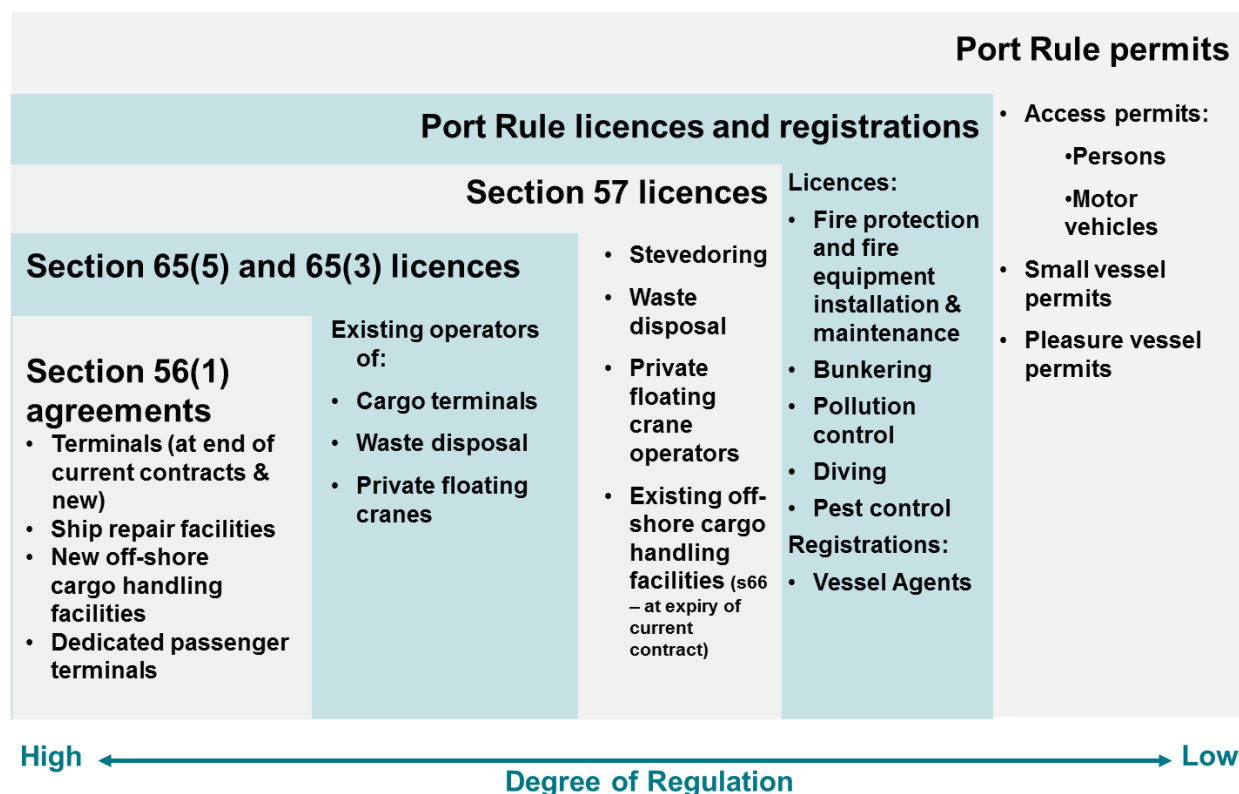 Port Rule permits
• Access permits:
•Persons
•Motor
vehicles
• Small vessel
permits
• Pleasure vessel
permits
Port Rule licences and registrations
Licences:
• Fire protection
and fire
equipment
installation &
maintenance
• Bunkering
• Pollution
control
• Diving
• Pest control
Registrations:
• Vessel Agents
Section 57 licences
• Stevedoring
• Waste
disposal
• Private
floating
crane
operators
• Existing off-
shore cargo
handling
facilities (s66
– at expiry of
current
contract)
Section 65(5) and 65(3) licences
Existing operators
of:
• Cargo terminals
• Waste disposal
• Private floating
cranes
Section 56(1)
agreements
• Terminals (at end of
current contracts &
new)
• Ship repair facilities
• New off-shore
cargo handling
facilities
• Dedicated passenger
terminals
High
Low
Degree of Regulation